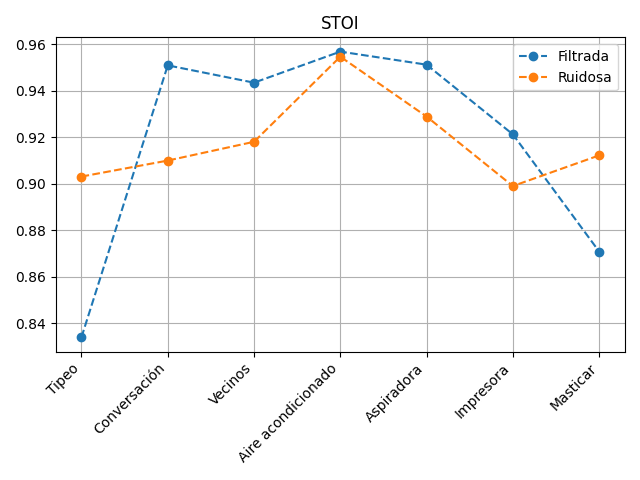 STOI
0.96
0.94
0.92
0.90
0.88
0.86
0.84
Filtrada
Ruidosa
Tipeo
Conversación
Vecinos
Aire acondicionado
Aspiradora
Impresora
Masticar